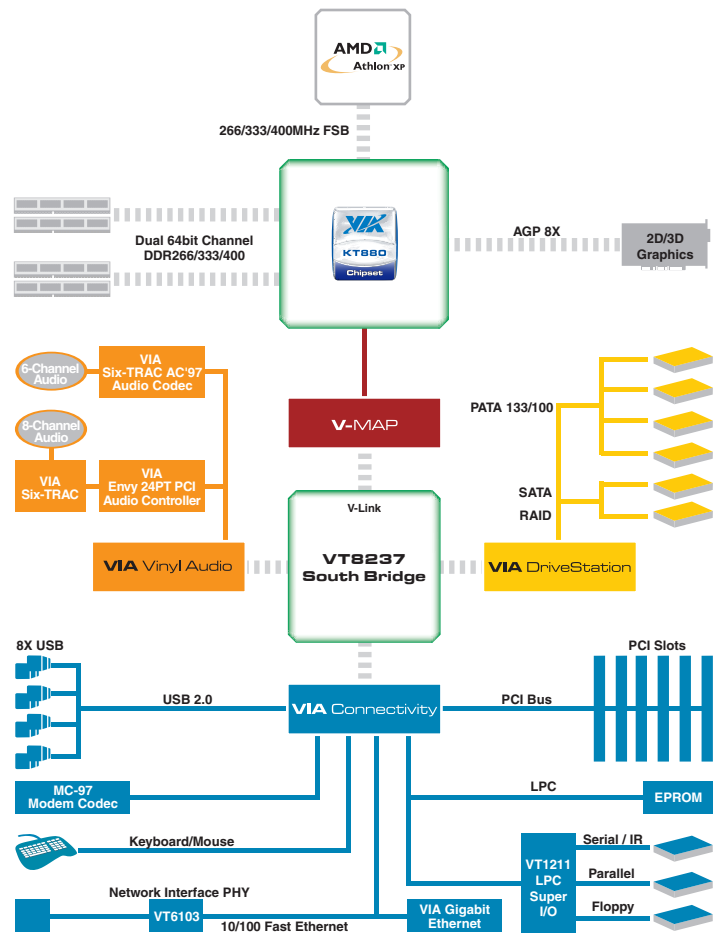 AMD
Athlon XP
266/333/400MHz FSB
VIA
KT880
Chipset
Dual 64bit Channel
DDR266/333/400
AGP 8X
2D/3D
Graphics
6-Channel
Audio
VIA
Six-TRAC AC'97
Audio Codec
8-Channel
Audio
VIA
Six-TRAC
VIA
Envy 24PT PCI
Audio Controller
V-MAP
PATA 133/100
SATA
RAID
V-Link
VT8237
South Bridge
VIA Vinyl Audio
VIA DriveStation
8X USB
USB 2.0
VIA Connectivity
PCI Bus
PCI Slots
MC-97
Modem Codec
LPC
EPROM
Keyboard/Mouse
VT1211
LPC
Super
I/O
Serial / IR
Parallel
Floppy
Network Interface PHY
VT6103
10/100 Fast Ethernet
VIA Gigabit
Ethernet